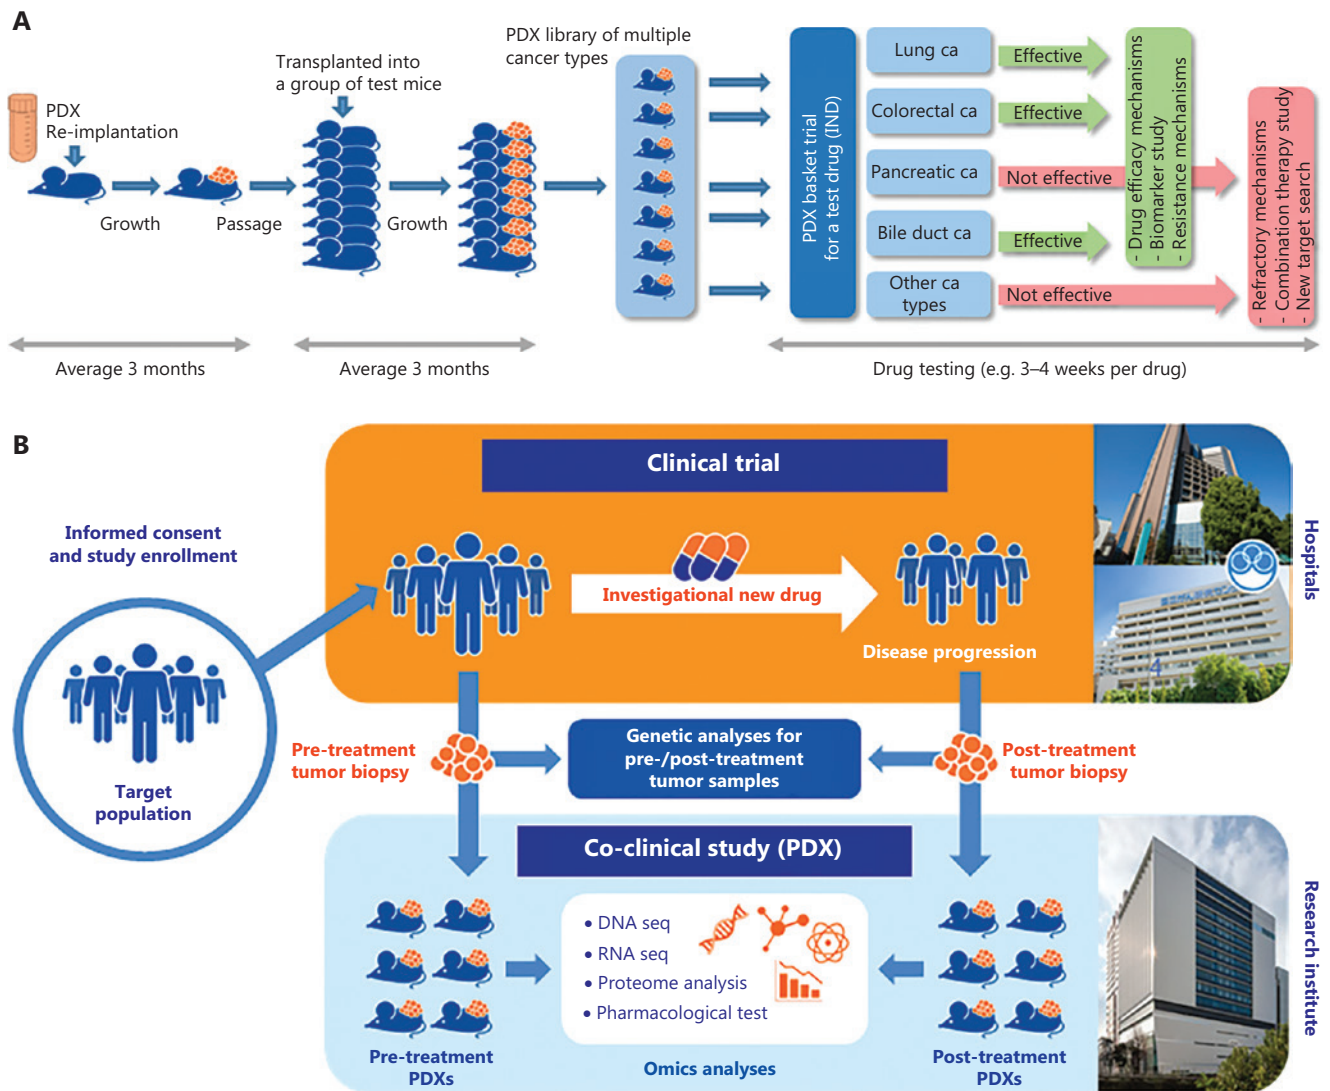 A
PDX
Re-implantation
Growth
Passage
Transplanted into
a group of test mice
Growth
PDX library of multiple
cancer types
PDX basket trial
for a test drug (IND)
Lung ca
Effective
Colorectal ca
Effective
Pancreatic ca
Not effective
Bile duct ca
Effective
Other ca
types
Not effective
- Drug efficacy mechanisms
- Biomarker study
- Resistance mechanisms
- Refractory mechanisms
- Combination therapy study
- New target search
Average 3 months
Average 3 months
Drug testing (e.g. 3–4 weeks per drug)
B
Informed consent
and study enrollment
Target
population
Clinical trial
Investigational new drug
Disease progression
4
Hospitals
Pre-treatment
tumor biopsy
Genetic analyses for
pre-/post-treatment
tumor samples
Post-treatment
tumor biopsy
Co-clinical study (PDX)
• DNA seq
• RNA seq
• Proteome analysis
• Pharmacological test
Pre-treatment
PDXs
Omics analyses
Post-treatment
PDXs
Research institute